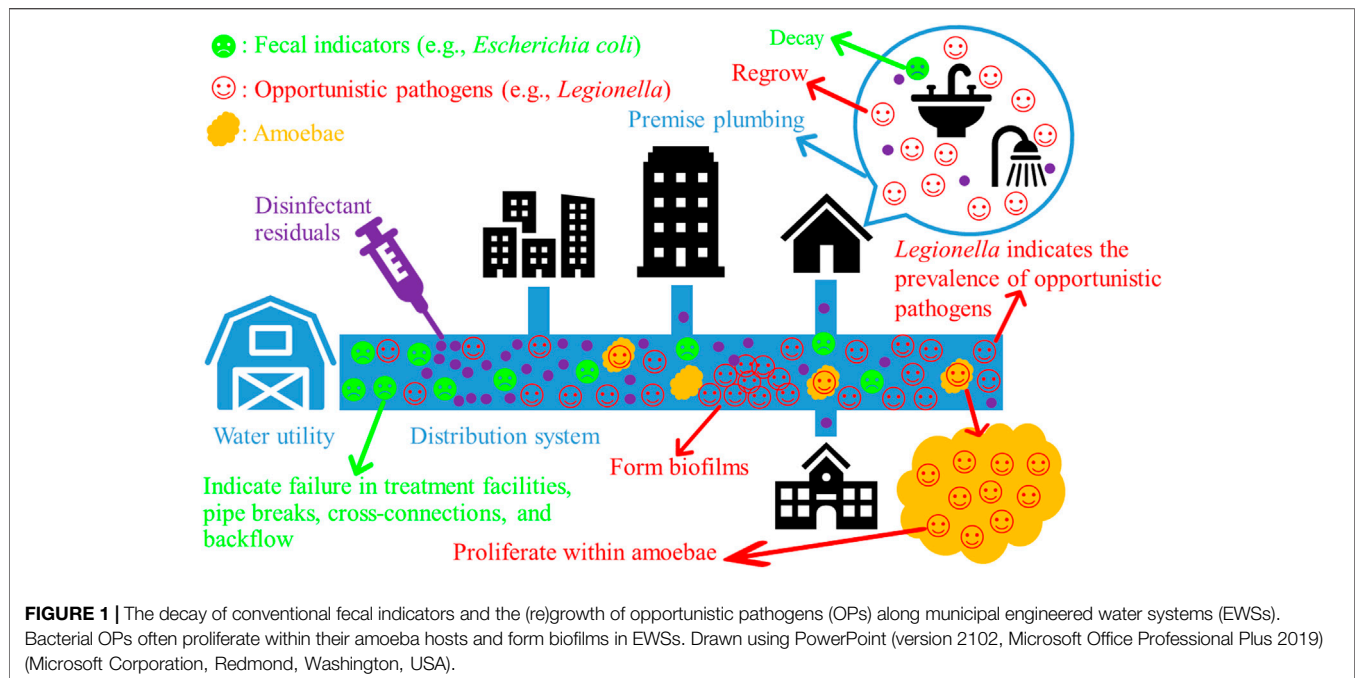 : Fecal indicators (e.g., Escherichia coli)
: Opportunistic pathogens (e.g., Legionella)
: Amoebae
Decay
Regrow
Premise plumbing
Disinfectant
residuals
Legionella indicates the
prevalence of opportunistic
pathogens
Water utility
Distribution system
Form biofilms
Indicate failure in treatment facilities,
pipe breaks, cross-connections, and
backflow
Proliferate within amoebae
FIGURE 1 | The decay of conventional fecal indicators and the (re)growth of opportunistic pathogens (OPs) along municipal engineered water systems (EWSs).
Bacterial OPs often proliferate within their amoeba hosts and form biofilms in EWSs. Drawn using PowerPoint (version 2102, Microsoft Office Professional Plus 2019)
(Microsoft Corporation, Redmond, Washington, USA).